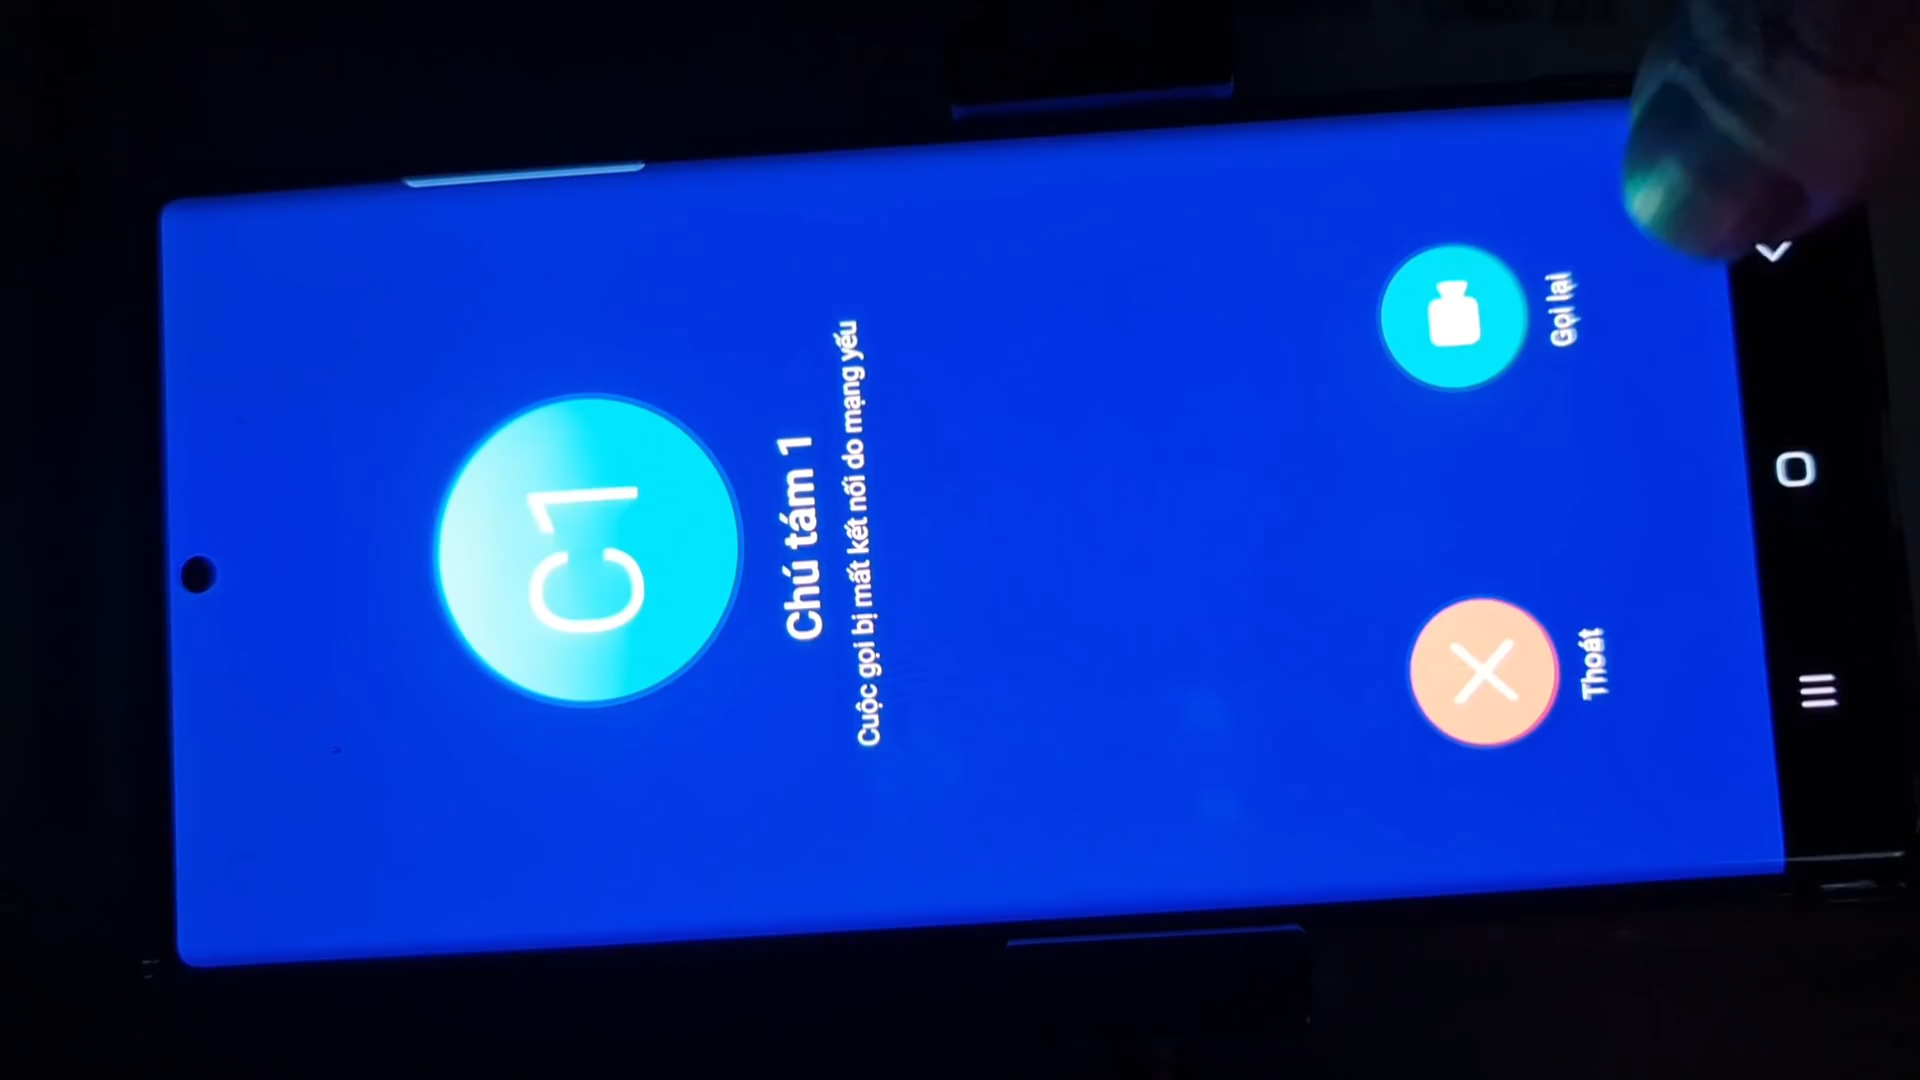 C1
Chú tám 1
Cuộc gọi bị mất kết nối do mạng yếu
Thoát
Gọi lại